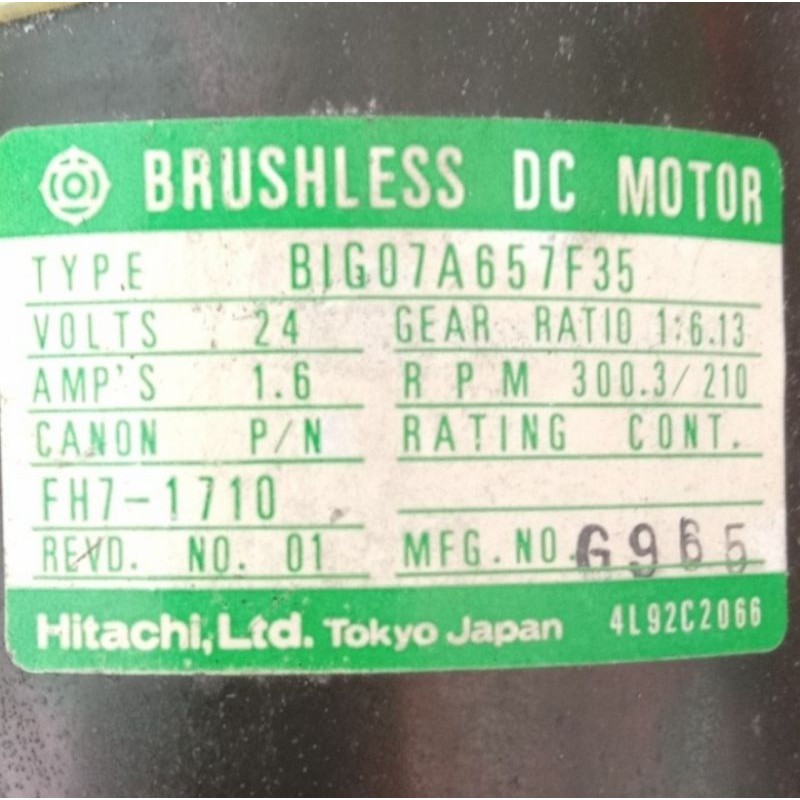 BRUSHLESS DC MOTOR
TYPE BIG07A657F35
VOLTS 24 GEAR RATIO 1:6.13
AMP'S 1.6 RPM 300.3/210
CANON P/N RATING CONT.
FH7-1710
REVD. NO. 01 MFG.NO. G965
Hitachi, Ltd. Tokyo Japan 4L92C2066